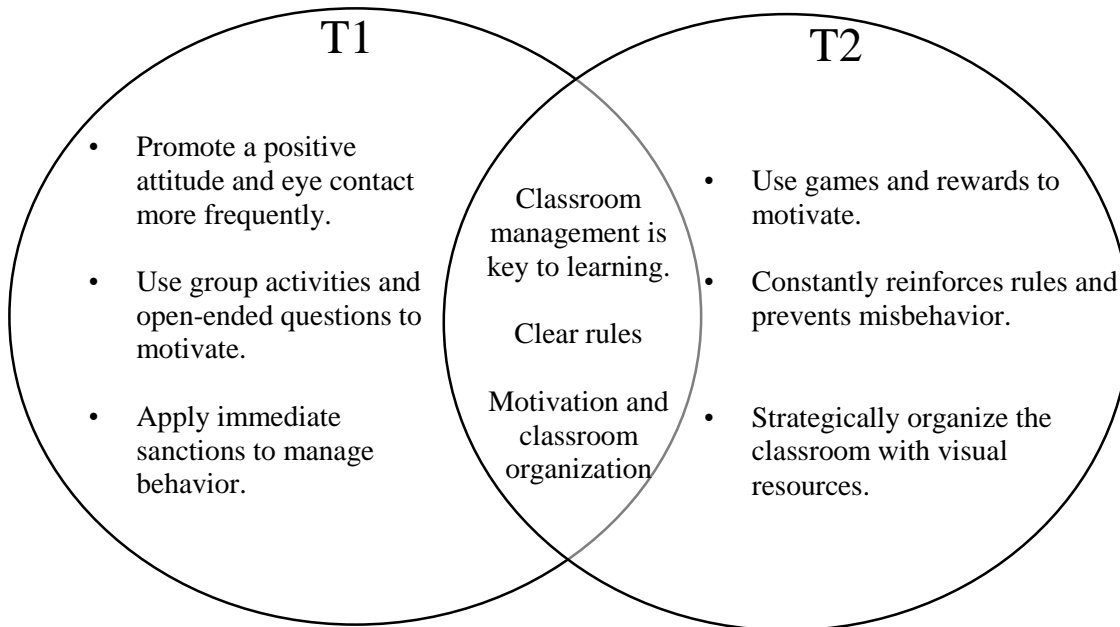 T1
• Promote a positive
attitude and eye contact
more frequently.
• Use group activities and
open-ended questions to
motivate.
• Apply immediate
sanctions to manage
behavior.
Classroom
management is
key to learning.
Clear rules
Motivation and
classroom
organization
T2
• Use games and rewards to
motivate.
• Constantly reinforces rules and
prevents misbehavior.
• Strategically organize the
classroom with visual
resources.